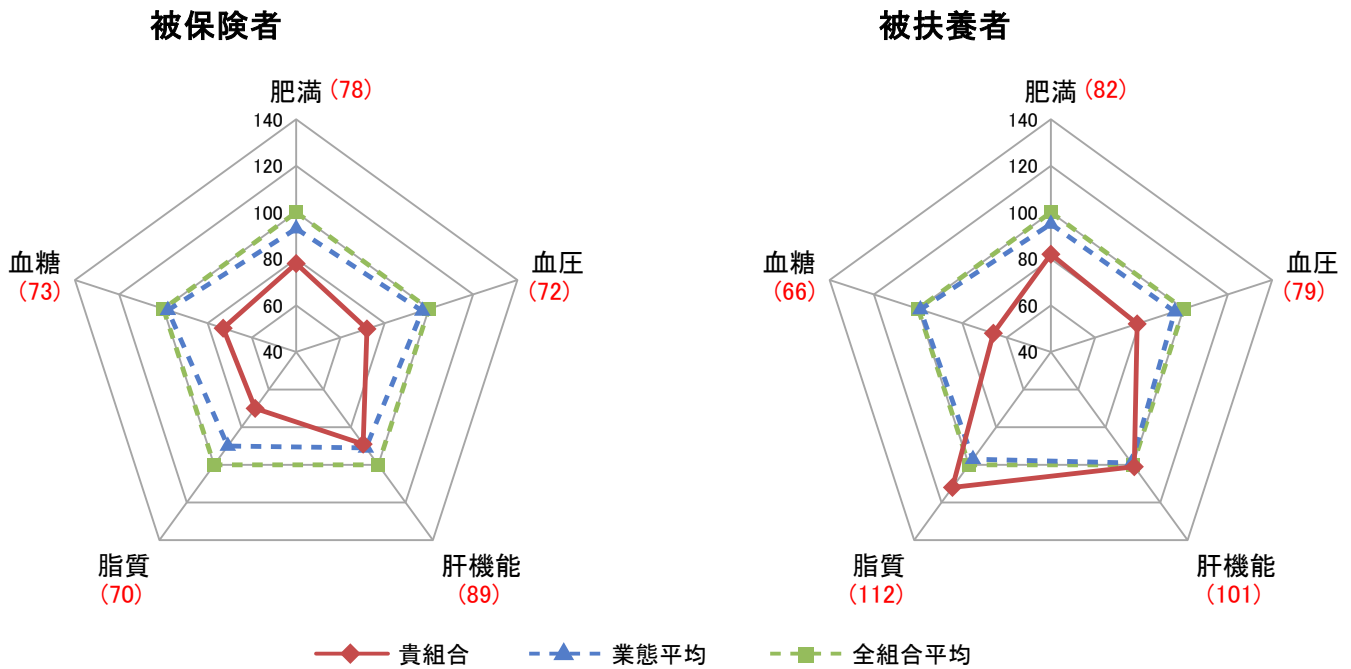 被保険者
肥満(78)
140
120
100
80
60
40
血圧
(72)
肝機能
(89)
脂質
(70)
血糖
(73)
被扶養者
肥満(82)
140
120
100
80
60
40
血圧
(79)
肝機能
(101)
脂質
(112)
血糖
(66)
貴組合 業態平均 全組合平均